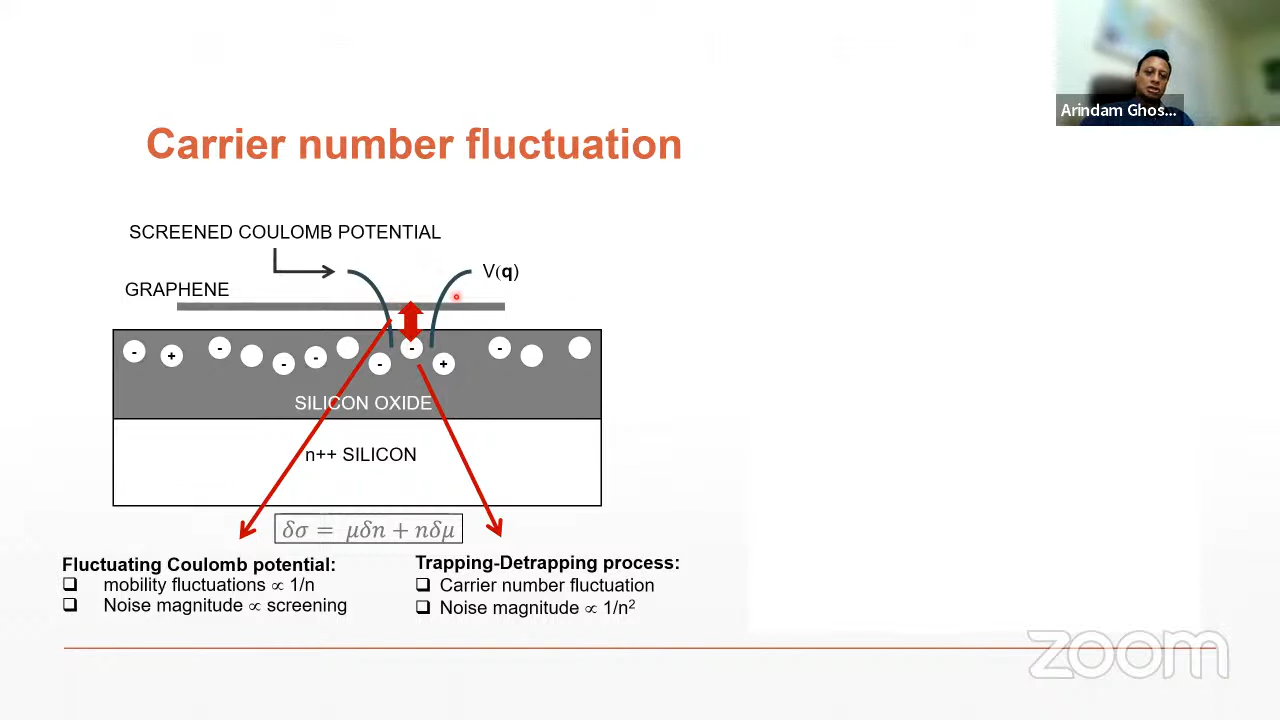 Arindam Ghos...
Carrier number fluctuation
SCREENED COULOMB POTENTIAL
V(q)
GRAPHENE
- + - - - - - + -
SILICON OXIDE
n++ SILICON
δσ = μδn + nδμ
Fluctuating Coulomb potential:
❑ mobility fluctuations ∝ 1/n
❑ Noise magnitude ∝ screening
Trapping-Detrapping process:
❑ Carrier number fluctuation
❑ Noise magnitude ∝ 1/n²
zoom